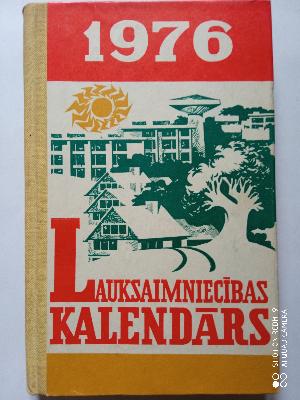 1976
LAUKSAIMNIECĪBAS
KALENDĀRS
SHOT ON REDMI 9
AI QUAD CAMERA